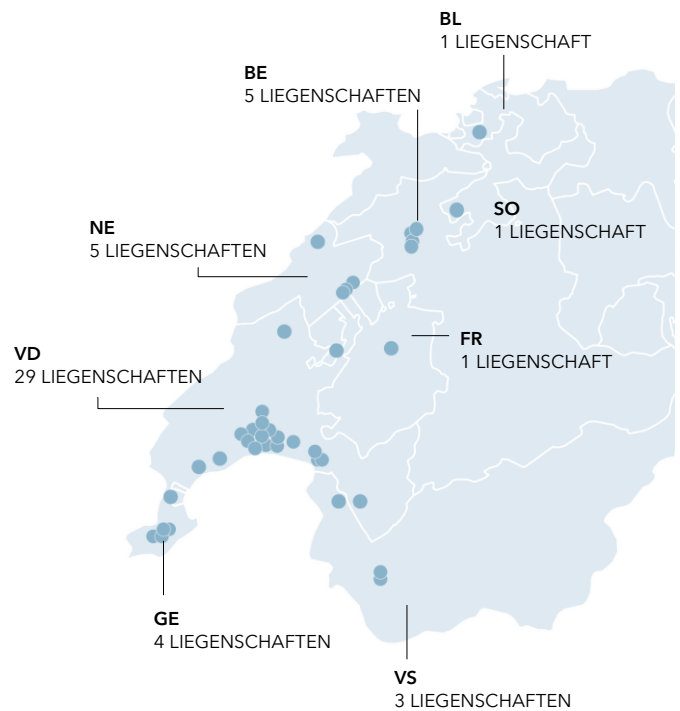 BL
1 LIEGENSCHAFT
BE
5 LIEGENSCHAFTEN
NE
5 LIEGENSCHAFTEN
SO
1 LIEGENSCHAFT
VD
29 LIEGENSCHAFTEN
FR
1 LIEGENSCHAFT
GE
4 LIEGENSCHAFTEN
VS
3 LIEGENSCHAFTEN